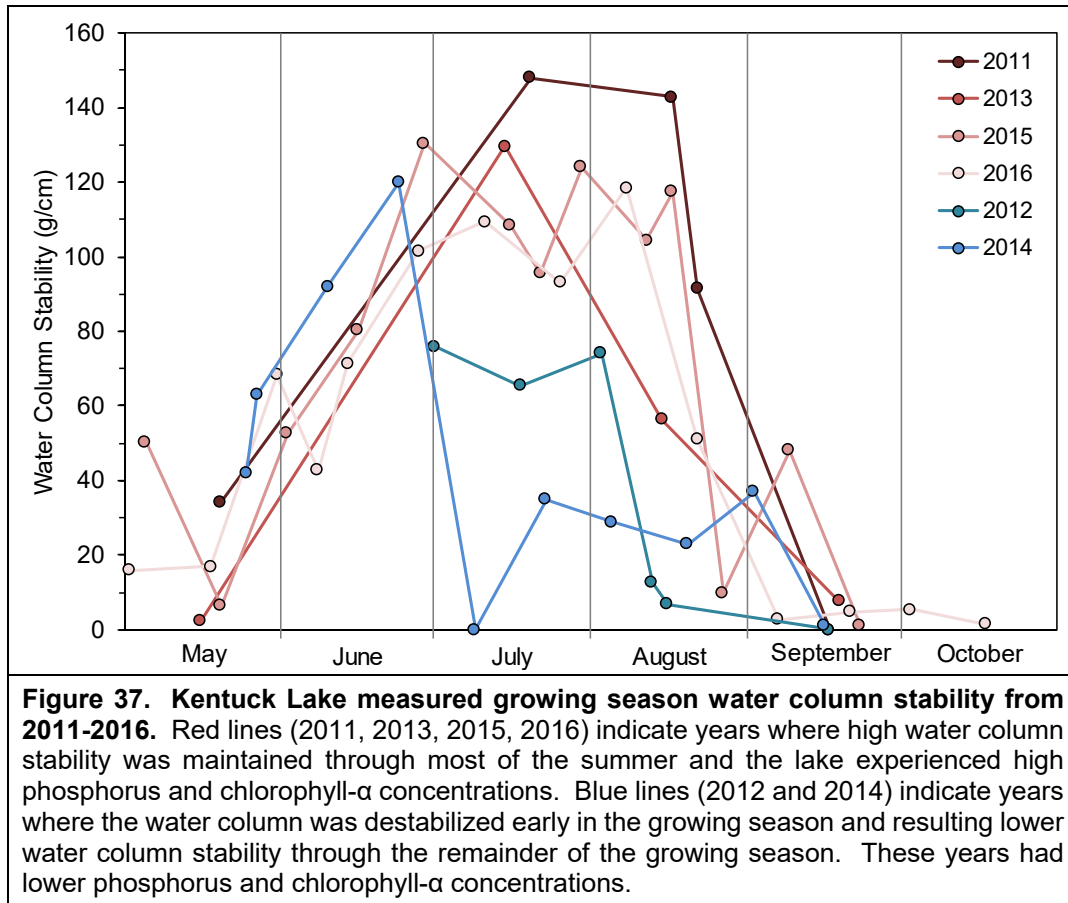 160
140
120
100
80
60
40
20
0
Water Column Stability (g/cm)
2011
2013
2015
2016
2012
2014
May June July August September October
Figure 37. Kentuck Lake measured growing season water column stability from
2011-2016. Red lines (2011, 2013, 2015, 2016) indicate years where high water column
stability was maintained through most of the summer and the lake experienced high
phosphorus and chlorophyll-α concentrations. Blue lines (2012 and 2014) indicate years
where the water column was destabilized early in the growing season and resulting lower
water column stability through the remainder of the growing season. These years had
lower phosphorus and chlorophyll-α concentrations.